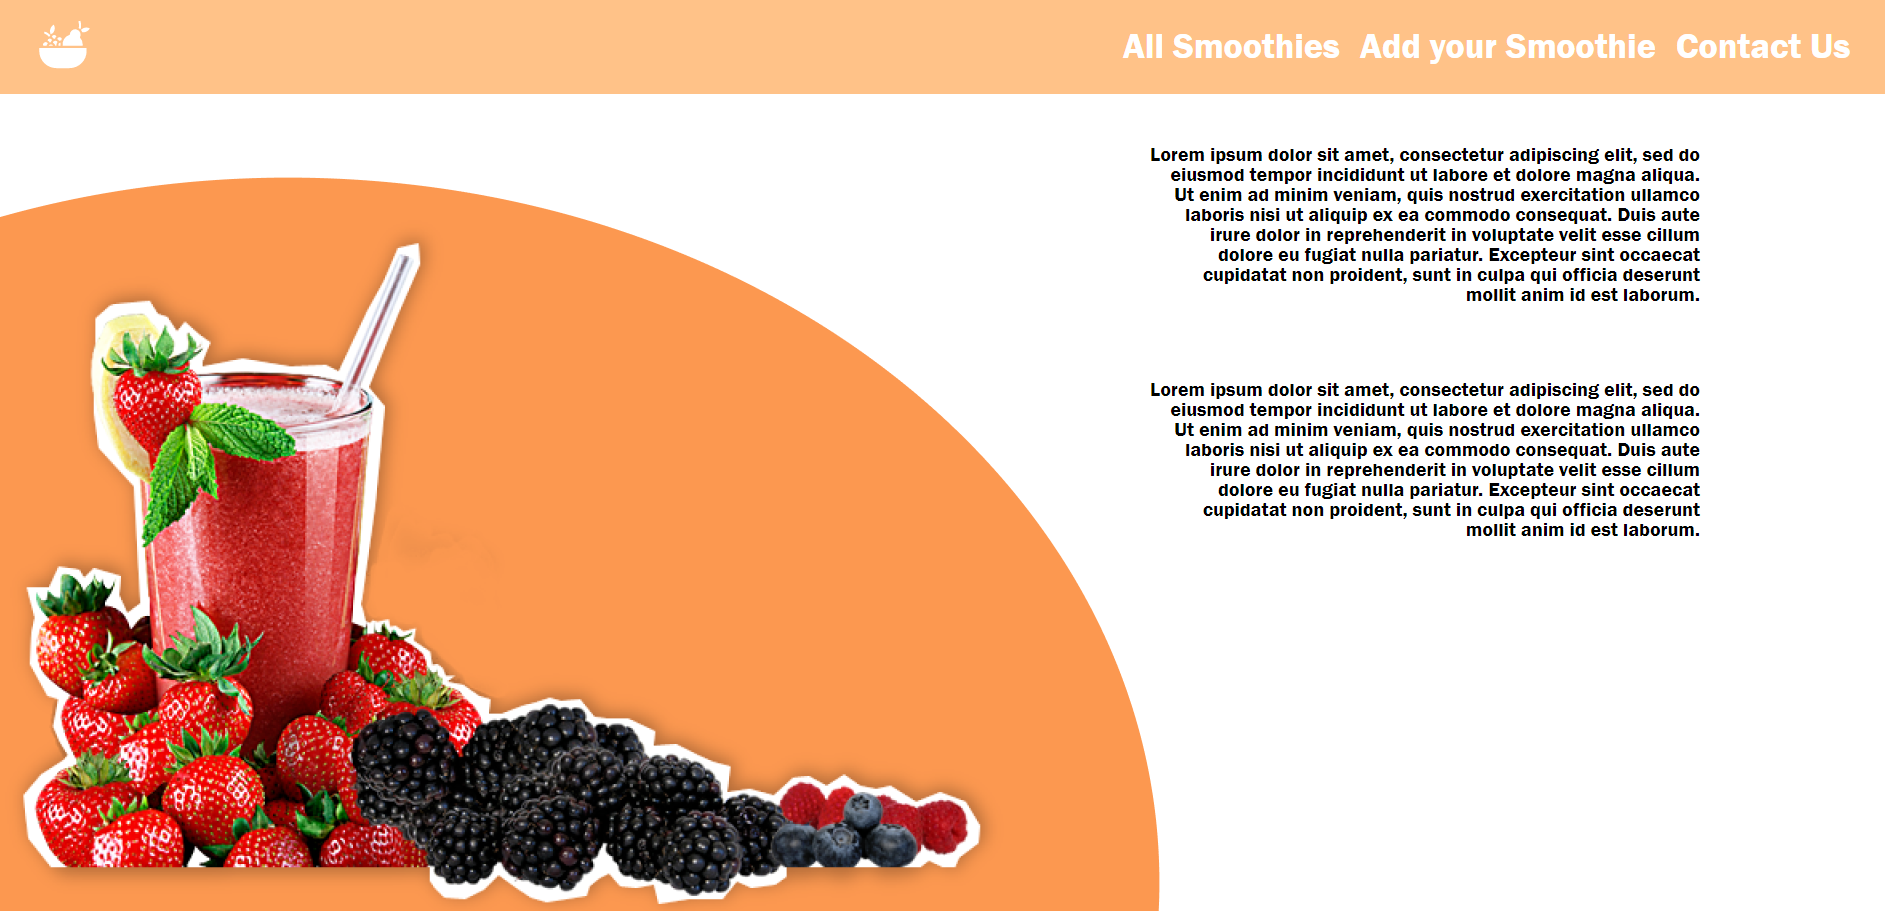 All Smoothies Add your Smoothie Contact Us
Lorem ipsum dolor sit amet, consectetur adipiscing elit, sed do
eiusmod tempor incididunt ut labore et dolore magna aliqua.
Ut enim ad minim veniam, quis nostrud exercitation ullamco
laboris nisi ut aliquip ex ea commodo consequat. Duis aute
irure dolor in reprehenderit in voluptate velit esse cillum
dolore eu fugiat nulla pariatur. Excepteur sint occaecat
cupidatat non proident, sunt in culpa qui officia deserunt
mollit anim id est laborum.
Lorem ipsum dolor sit amet, consectetur adipiscing elit, sed do
eiusmod tempor incididunt ut labore et dolore magna aliqua.
Ut enim ad minim veniam, quis nostrud exercitation ullamco
laboris nisi ut aliquip ex ea commodo consequat. Duis aute
irure dolor in reprehenderit in voluptate velit esse cillum
dolore eu fugiat nulla pariatur. Excepteur sint occaecat
cupidatat non proident, sunt in culpa qui officia deserunt
mollit anim id est laborum.